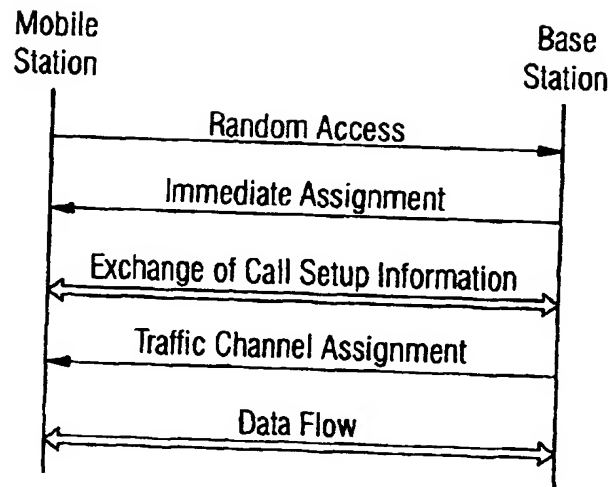 Mobile
Station
Base
Station
Random Access
Immediate Assignment
Exchange of Call Setup Information
Traffic Channel Assignment
Data Flow